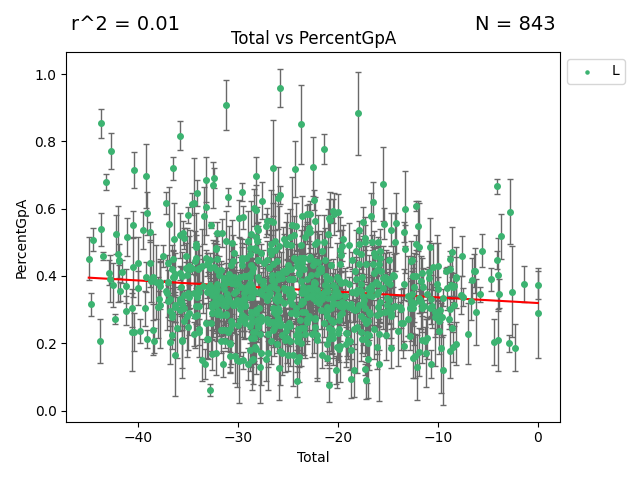 r^2 = 0.01
N = 843
Total vs PercentGpA
L
1.0
0.8
0.6
0.4
0.2
0.0
PercentGpA
−40
−30
−20
−10
0
Total